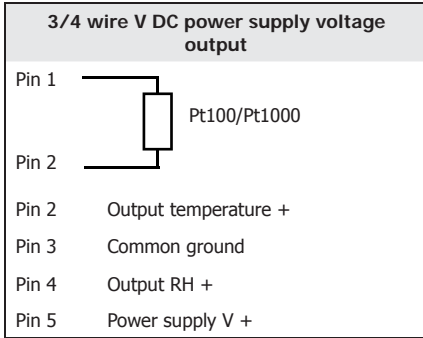 3/4 wire V DC power supply voltage
output
Pin 1
Pt100/Pt1000
Pin 2
Pin 2 Output temperature +
Pin 3 Common ground
Pin 4 Output RH +
Pin 5 Power supply V +